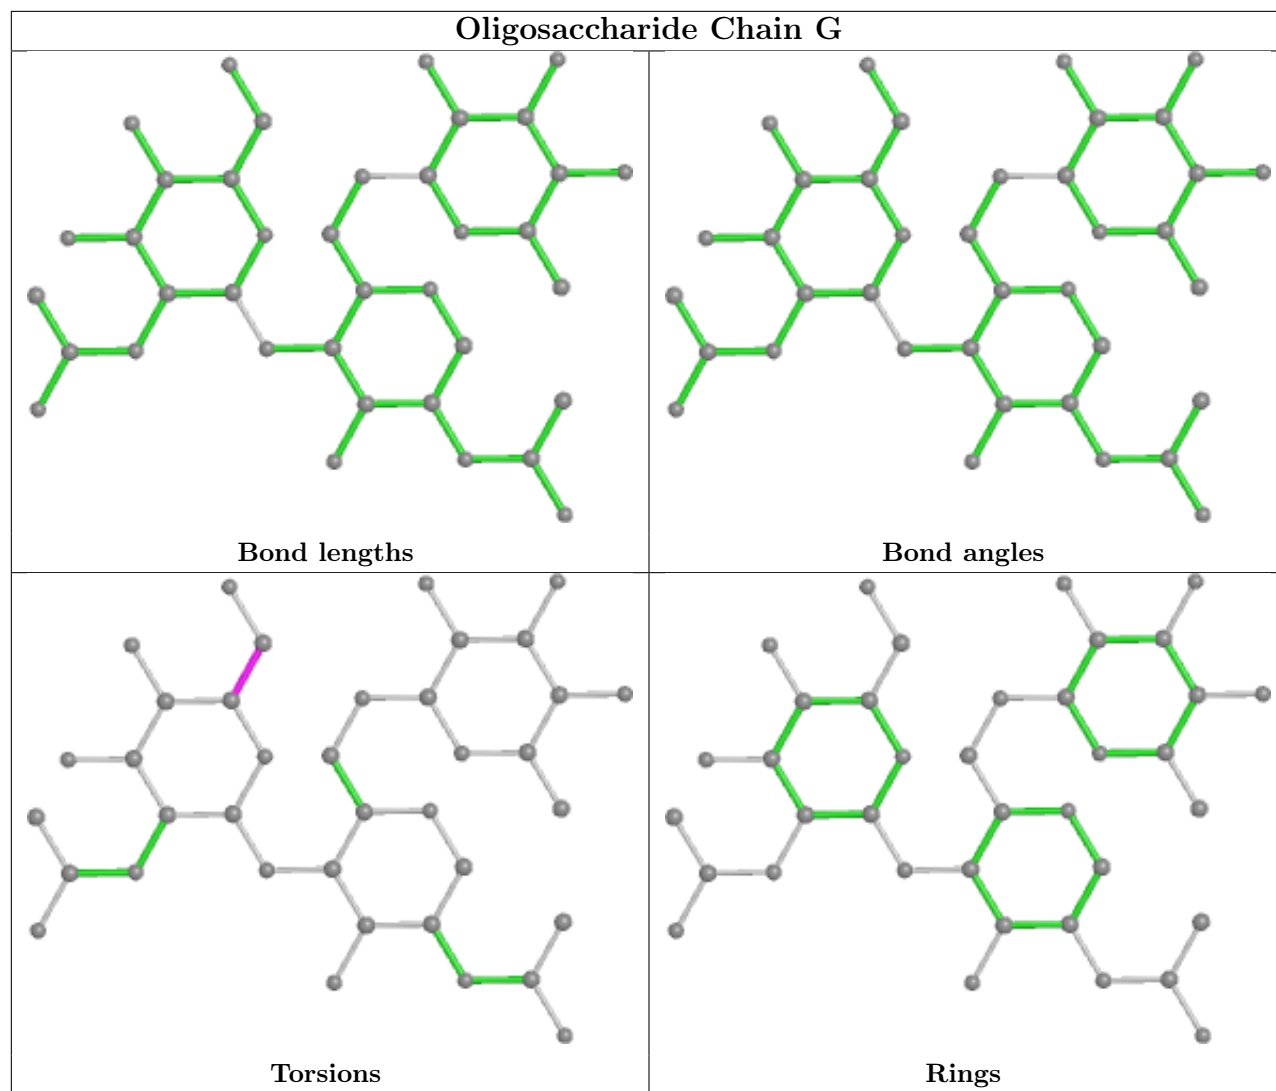 Oligosaccharide Chain G
Bond lengths
Bond angles
Torsions
Rings